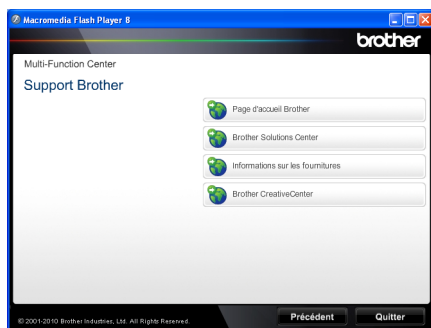 Macromedia Flash Player 8
brother
Multi-Function Center
Support Brother
Page d'accueil Brother
Brother Solutions Center
Informations sur les fournitures
Brother CreativeCenter
© 2001-2010 Brother Industries, Ltd. All Rights Reserved.
Précédent
Quitter